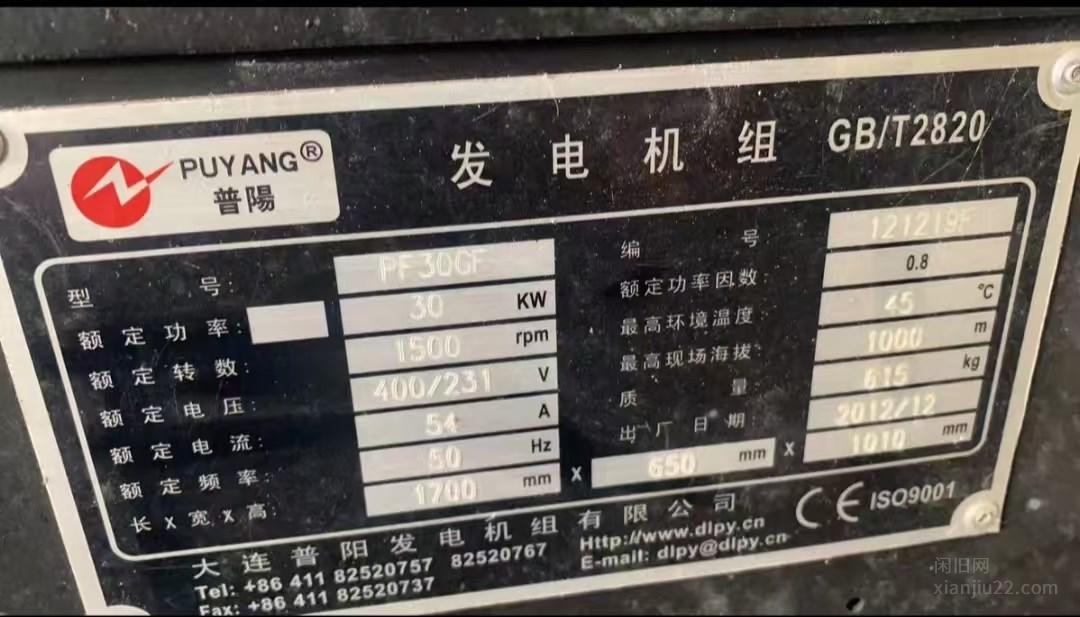 PUYANG®
普陽
发电机组 GB/T2820
型号: PF30GF
额定功率: 30 KW
额定转数: 1500 rpm
额定电压: 400/231 V
额定电流: 54 A
额定频率: 50 Hz
长X宽X高: 1700 mm X 650 mm X 1010 mm
编号 121219F
额定功率因数: 0.8
最高环境温度: 45 ℃
最高现场海拔: 1000 m
质量: 615 kg
出厂日期: 2012/12
大连普阳发电机组有限公司
Tel: +86 411 82520757 82520767
Fax: +86 411 82520737
Http://www.dlpy.cn
E-mail: dlpy@dlpy.cn
CE ISO9001
闲旧网
xianjiu22.com